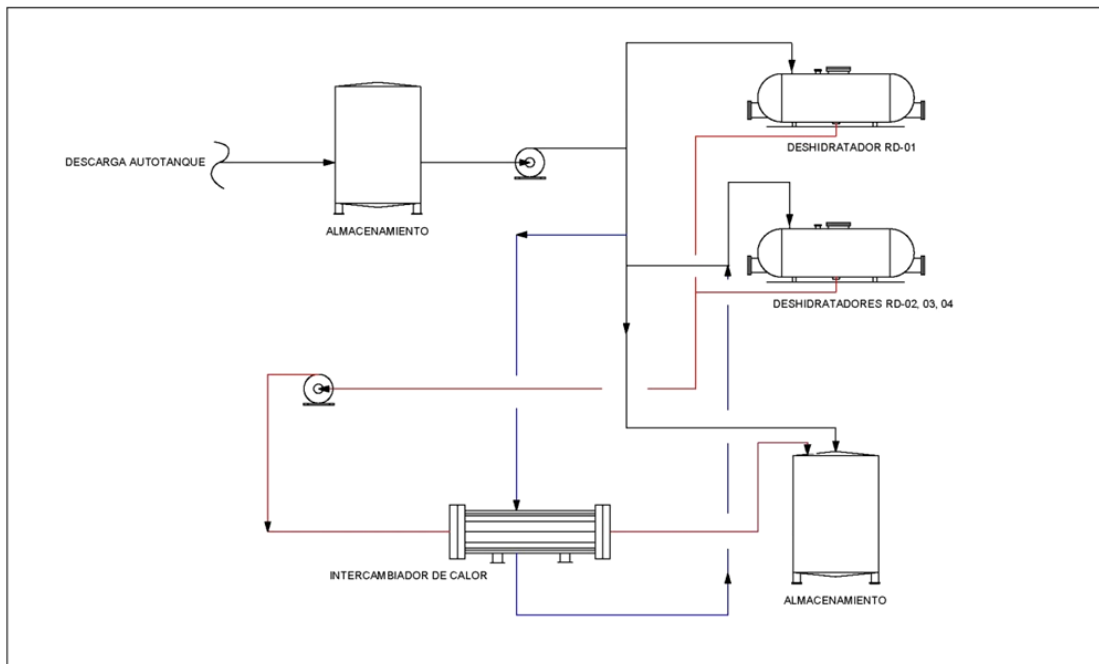 DESHIDRATADOR RD-01
DESCARGA AUTOTANQUE
ALMACENAMIENTO
DESHIDRATADORES RD-02, 03, 04
INTERCAMBIADOR DE CALOR
ALMACENAMIENTO